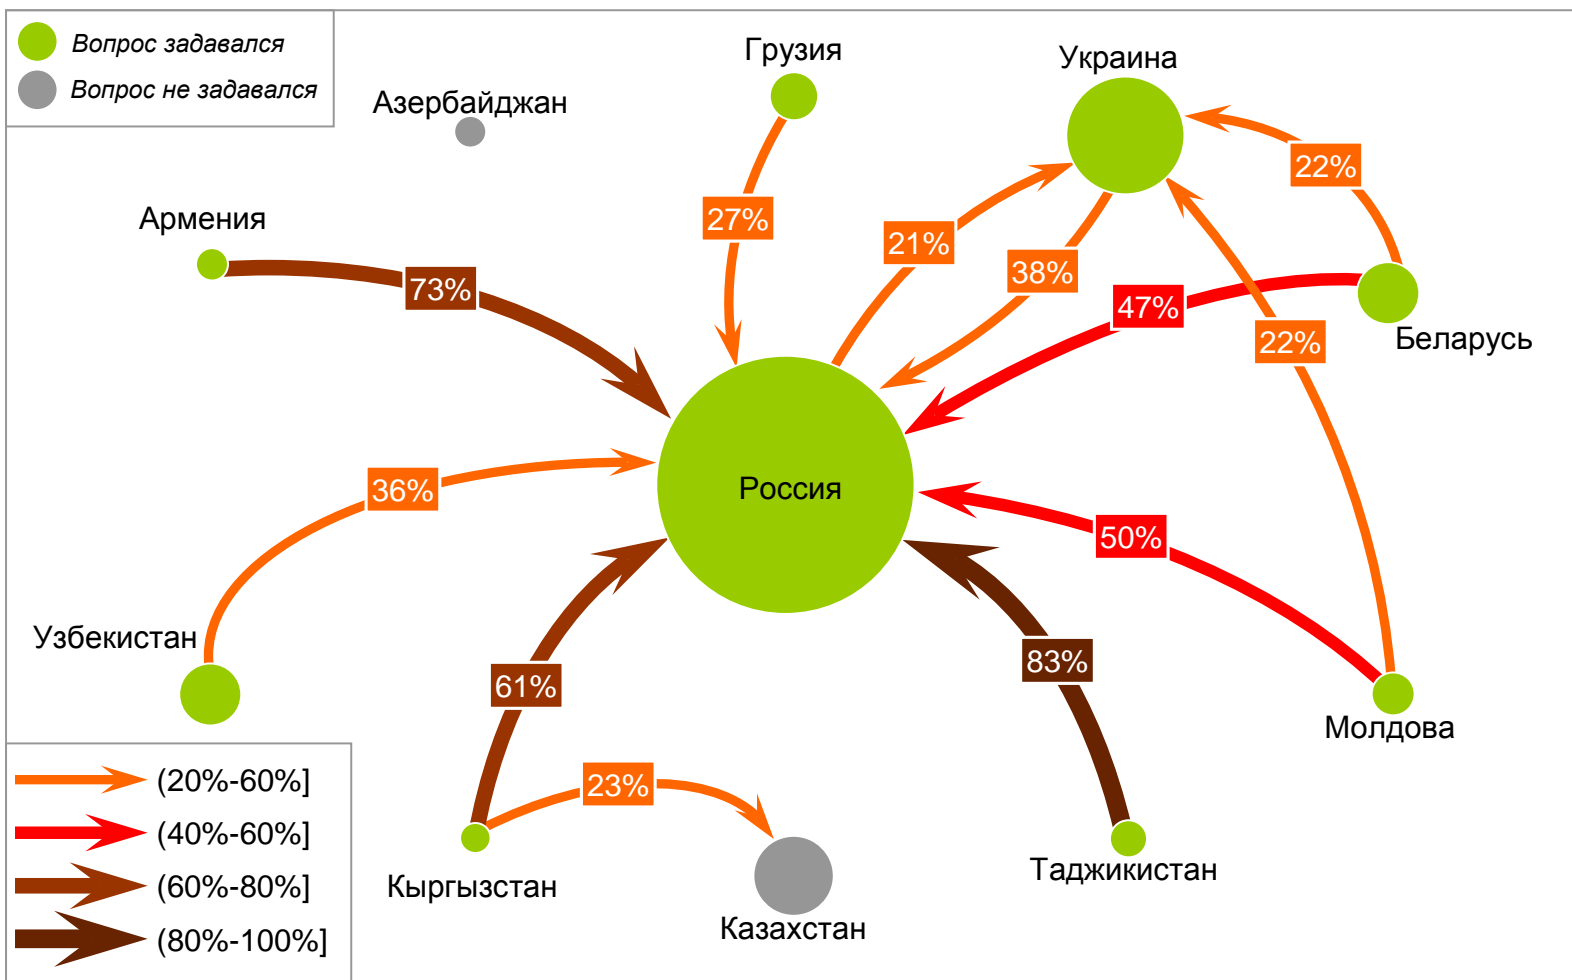 Вопрос задавался
Вопрос не задавался
Грузия
Украина
Азербайджан
22%
Армения
27%
21%
38%
73%
47%
22%
Беларусь
36%
Россия
50%
Узбекистан
61%
83%
Молдова
23%
Кыргызстан
Таджикистан
Казахстан
(20%-60%]
(40%-60%]
(60%-80%]
(80%-100%]